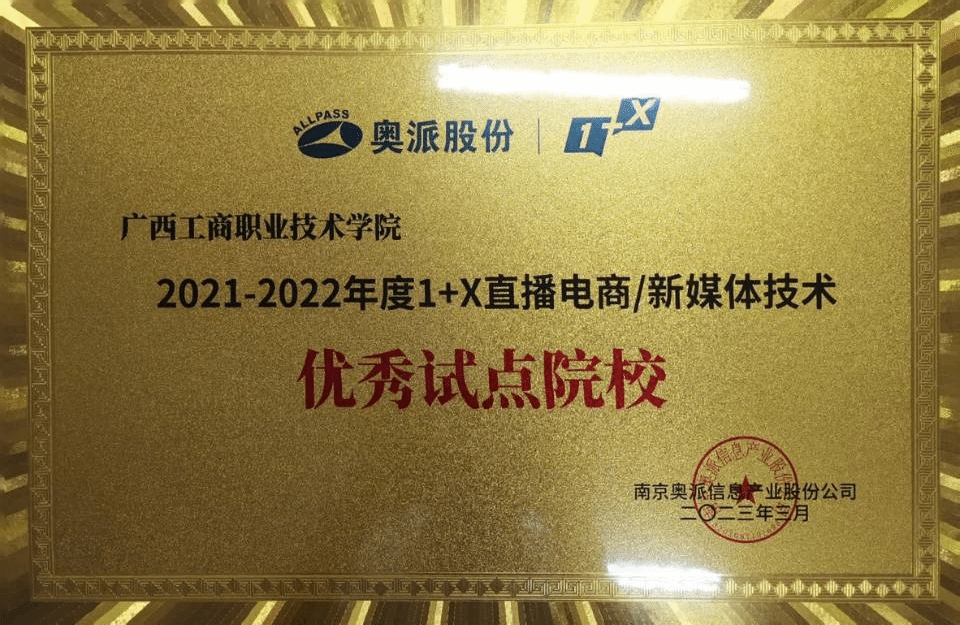 ALLPASS 奥派股份 1+X
广西工商职业技术学院
2021-2022年度1+X直播电商/新媒体技术
优秀试点院校
南京奥派信息产业股份公司
二〇二三年三月